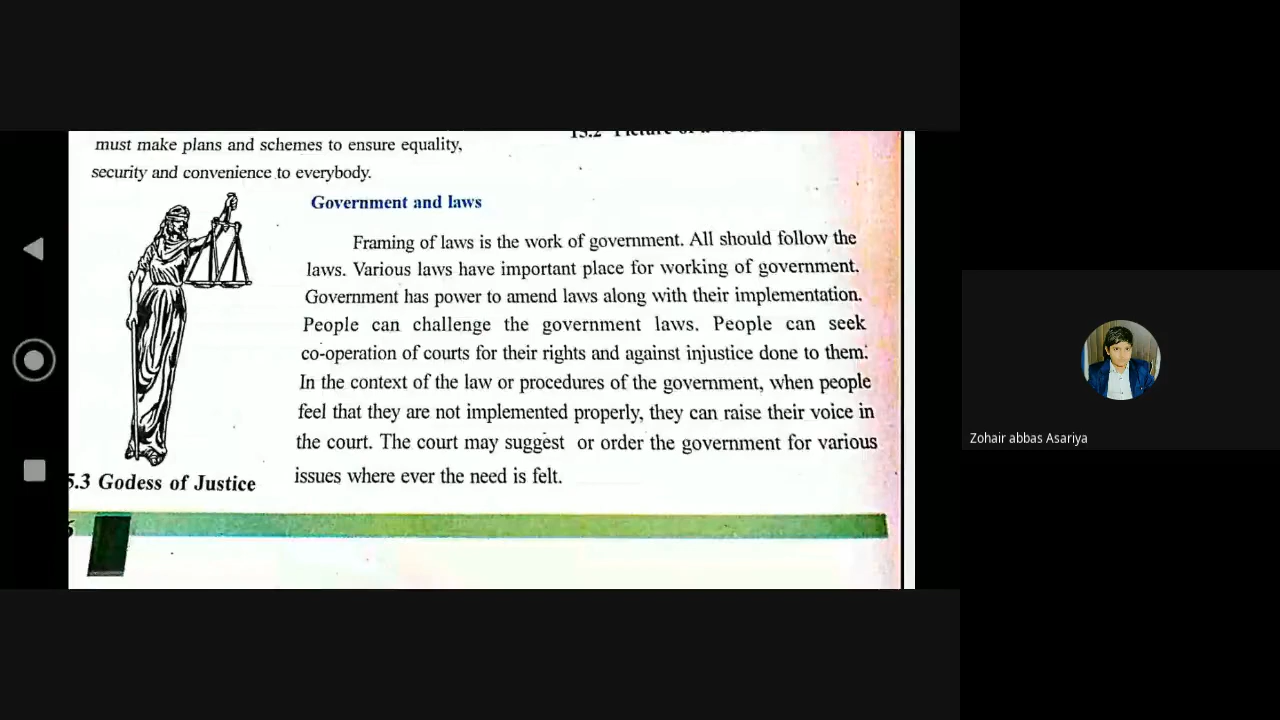 must make plans and schemes to ensure equality,
security and convenience to everybody.
Government and laws
Framing of laws is the work of government. All should follow the
laws. Various laws have important place for working of government.
Government has power to amend laws along with their implementation.
People can challenge the government laws. People can seek
co-operation of courts for their rights and against injustice done to them.
In the context of the law or procedures of the government, when people
feel that they are not implemented properly, they can raise their voice in
the court. The court may suggest or order the government for various
issues where ever the need is felt.
5.3 Godess of Justice
Zohair abbas Asariya